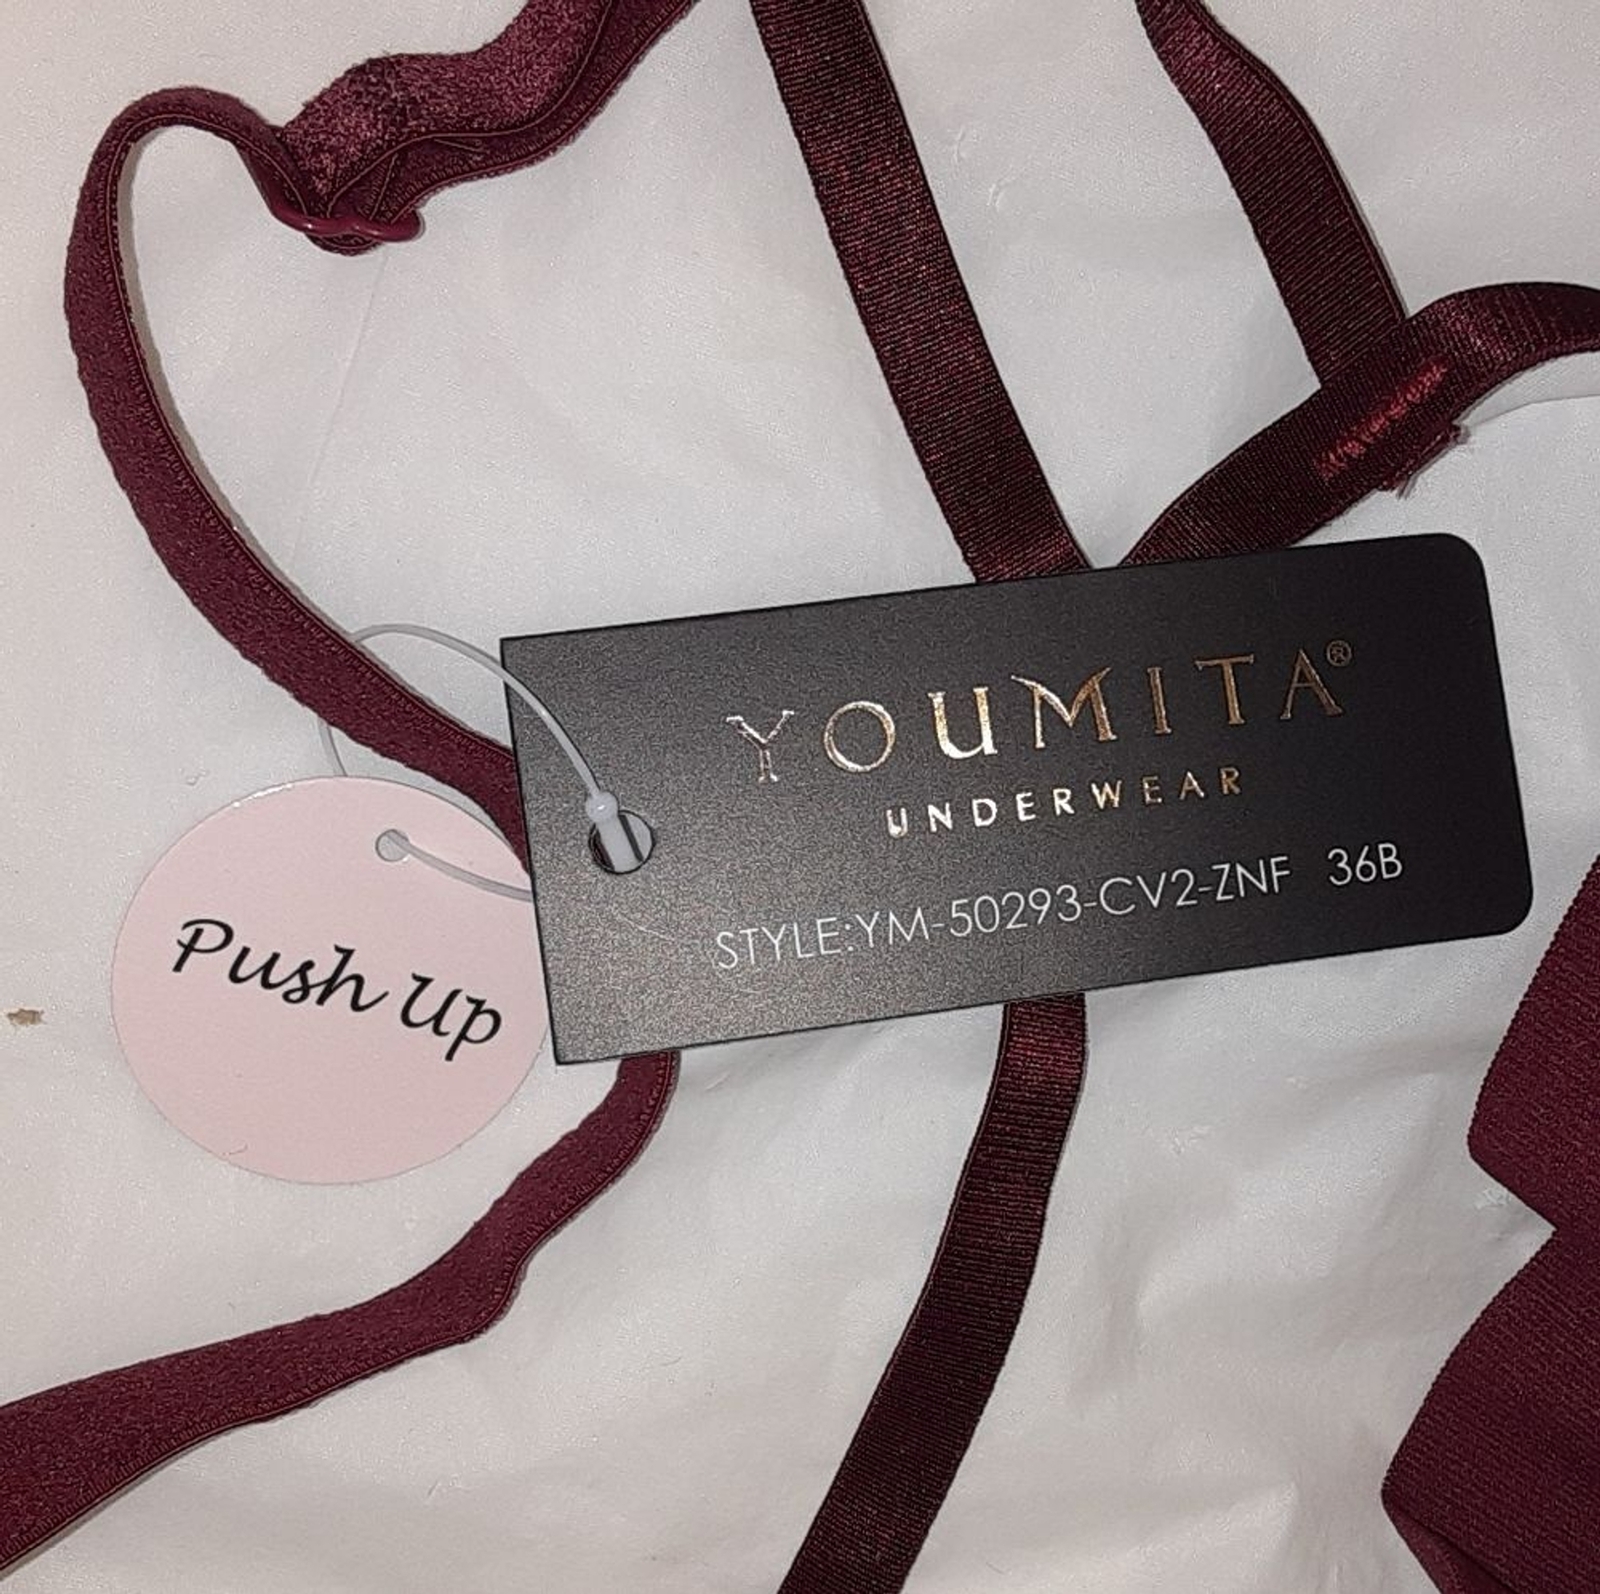 YOUMITA®
UNDERWEAR
STYLE:YM-50293-CV2-ZNF 36B
Push Up